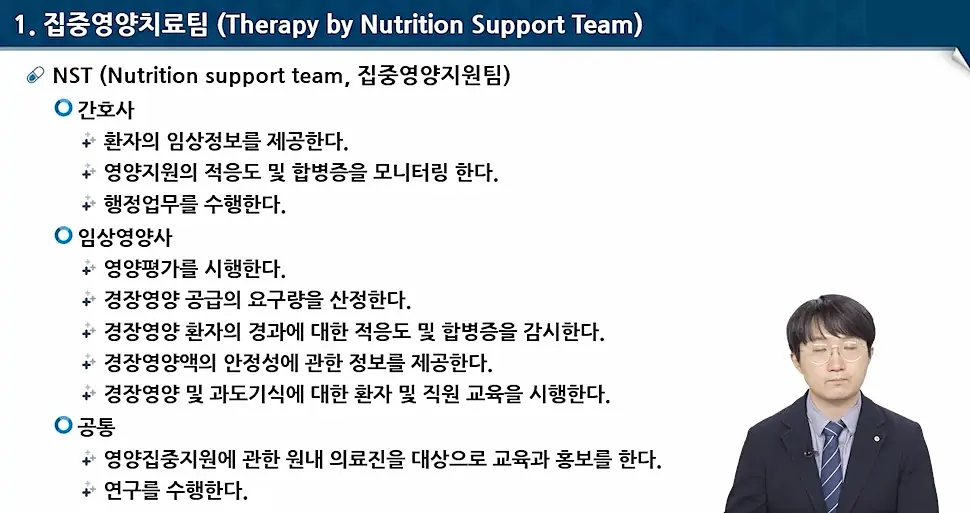 1. 집중영양치료팀 (Therapy by Nutrition Support Team)
NST (Nutrition support team, 집중영양지원팀)
간호사
환자의 임상정보를 제공한다.
영양지원의 적응도 및 합병증을 모니터링 한다.
행정업무를 수행한다.
임상영양사
영양평가를 시행한다.
경장영양 공급의 요구량을 산정한다.
경장영양 환자의 경과에 대한 적응도 및 합병증을 감시한다.
경장영양액의 안정성에 관한 정보를 제공한다.
경장영양 및 과도기식에 대한 환자 및 직원 교육을 시행한다.
공통
영양집중지원에 관한 원내 의료진을 대상으로 교육과 홍보를 한다.
연구를 수행한다.